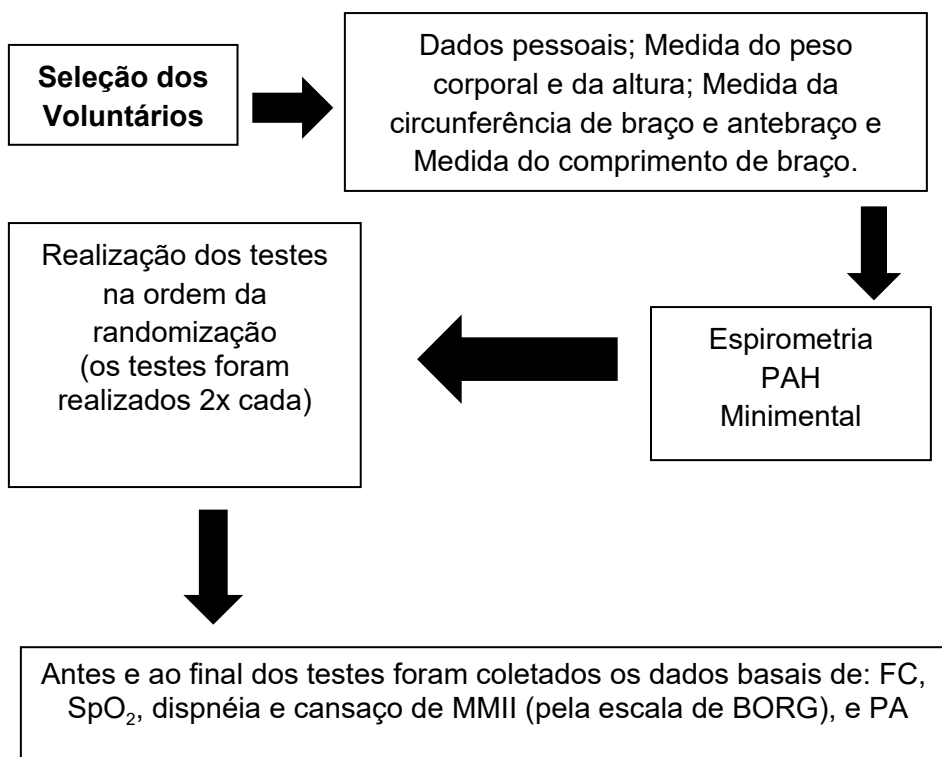 Seleção dos
Voluntários
Dados pessoais; Medida do peso
corporal e da altura; Medida da
circunferência de braço e antebraço e
Medida do comprimento de braço.
Espirometria
PAH
Minimental
Realização dos testes
na ordem da
randomização
(os testes foram
realizados 2x cada)
Antes e ao final dos testes foram coletados os dados basais de: FC,
SpO₂, dispnéia e cansaço de MMII (pela escala de BORG), e PA